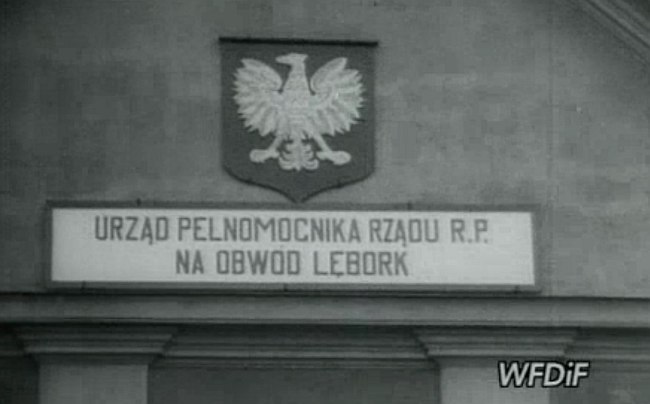 URZĄD PEŁNOMOCNIKA RZĄDU R.P.
NA OBWÓD LĘBORK
WFDiF